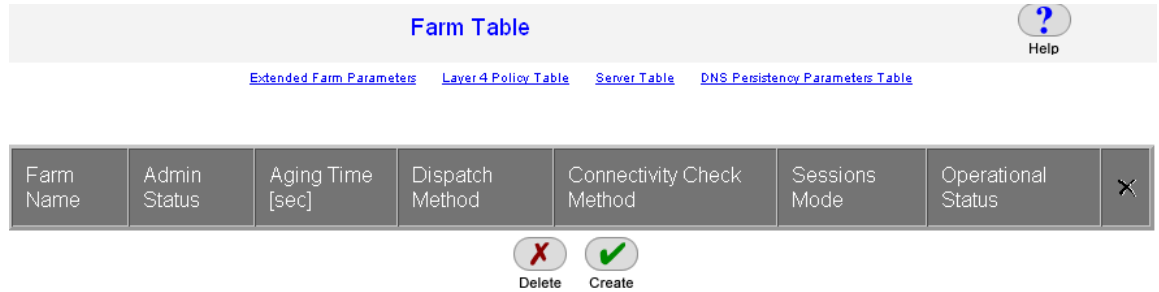 Farm Table
Help
Extended Farm Parameters Layer 4 Policy Table Server Table DNS Persistency Parameters Table
Farm Name
Admin Status
Aging Time [sec]
Dispatch Method
Connectivity Check Method
Sessions Mode
Operational Status
Delete Create